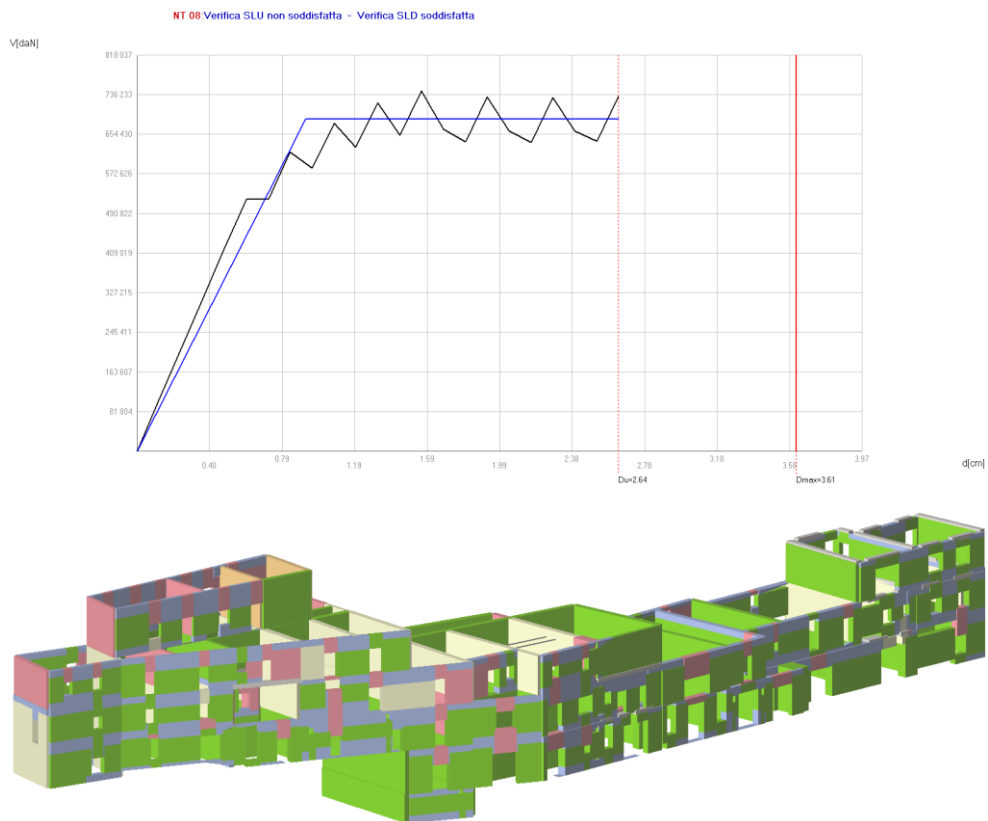 NT 08:Verifica SLU non soddisfatta - Verifica SLD soddisfatta
V[daN]
818 037
736 233
654 430
572 626
490 822
409 019
327 215
245 411
163 607
81 804
0.40 0.79 1.19 1.59 1.99 2.38 2.78 3.18 3.58 3.97
d[cm]
Du=2.64 Dmax=3.61